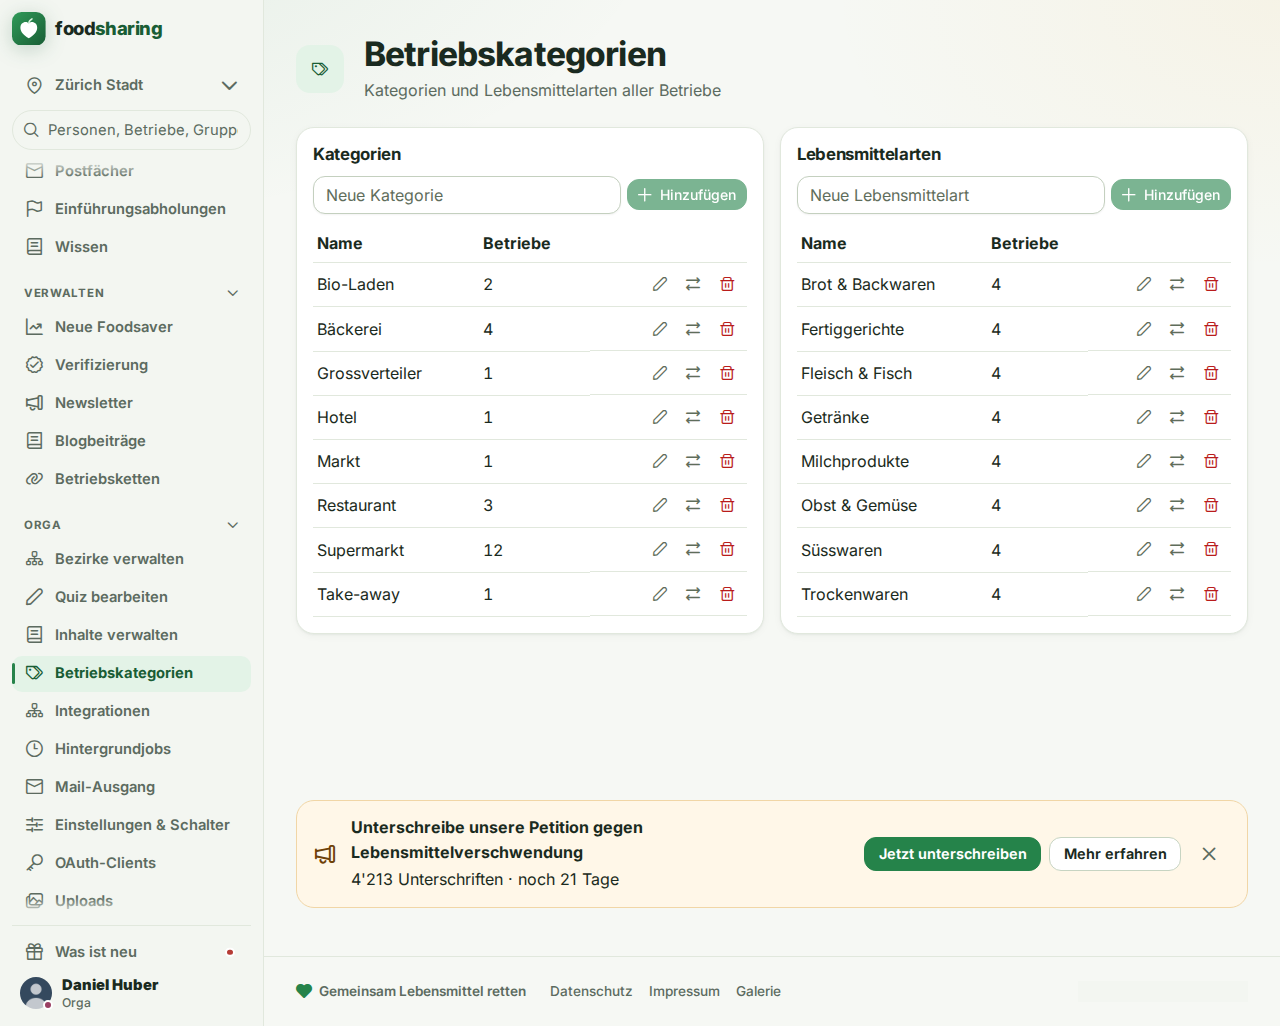 foodsharing
Zürich Stadt
Personen, Betriebe, Grupp
Postfächer
Einführungsabholungen
Wissen
VERWALTEN
Neue Foodsaver
Verifizierung
Newsletter
Blogbeiträge
Betriebsketten
ORGA
Bezirke verwalten
Quiz bearbeiten
Inhalte verwalten
Betriebskategorien
Integrationen
Hintergrundjobs
Mail-Ausgang
Einstellungen & Schalter
OAuth-Clients
Uploads
Was ist neu
Daniel Huber
Orga
Betriebskategorien
Kategorien und Lebensmittelarten aller Betriebe
Kategorien
Neue Kategorie Hinzufügen
Name Betriebe
Bio-Laden 2
Bäckerei 4
Grossverteiler 1
Hotel 1
Markt 1
Restaurant 3
Supermarkt 12
Take-away 1
Lebensmittelarten
Neue Lebensmittelart Hinzufügen
Name Betriebe
Brot & Backwaren 4
Fertiggerichte 4
Fleisch & Fisch 4
Getränke 4
Milchprodukte 4
Obst & Gemüse 4
Süsswaren 4
Trockenwaren 4
Unterschreibe unsere Petition gegen
Lebensmittelverschwendung
4'213 Unterschriften · noch 21 Tage
Jetzt unterschreiben Mehr erfahren
Gemeinsam Lebensmittel retten Datenschutz Impressum Galerie